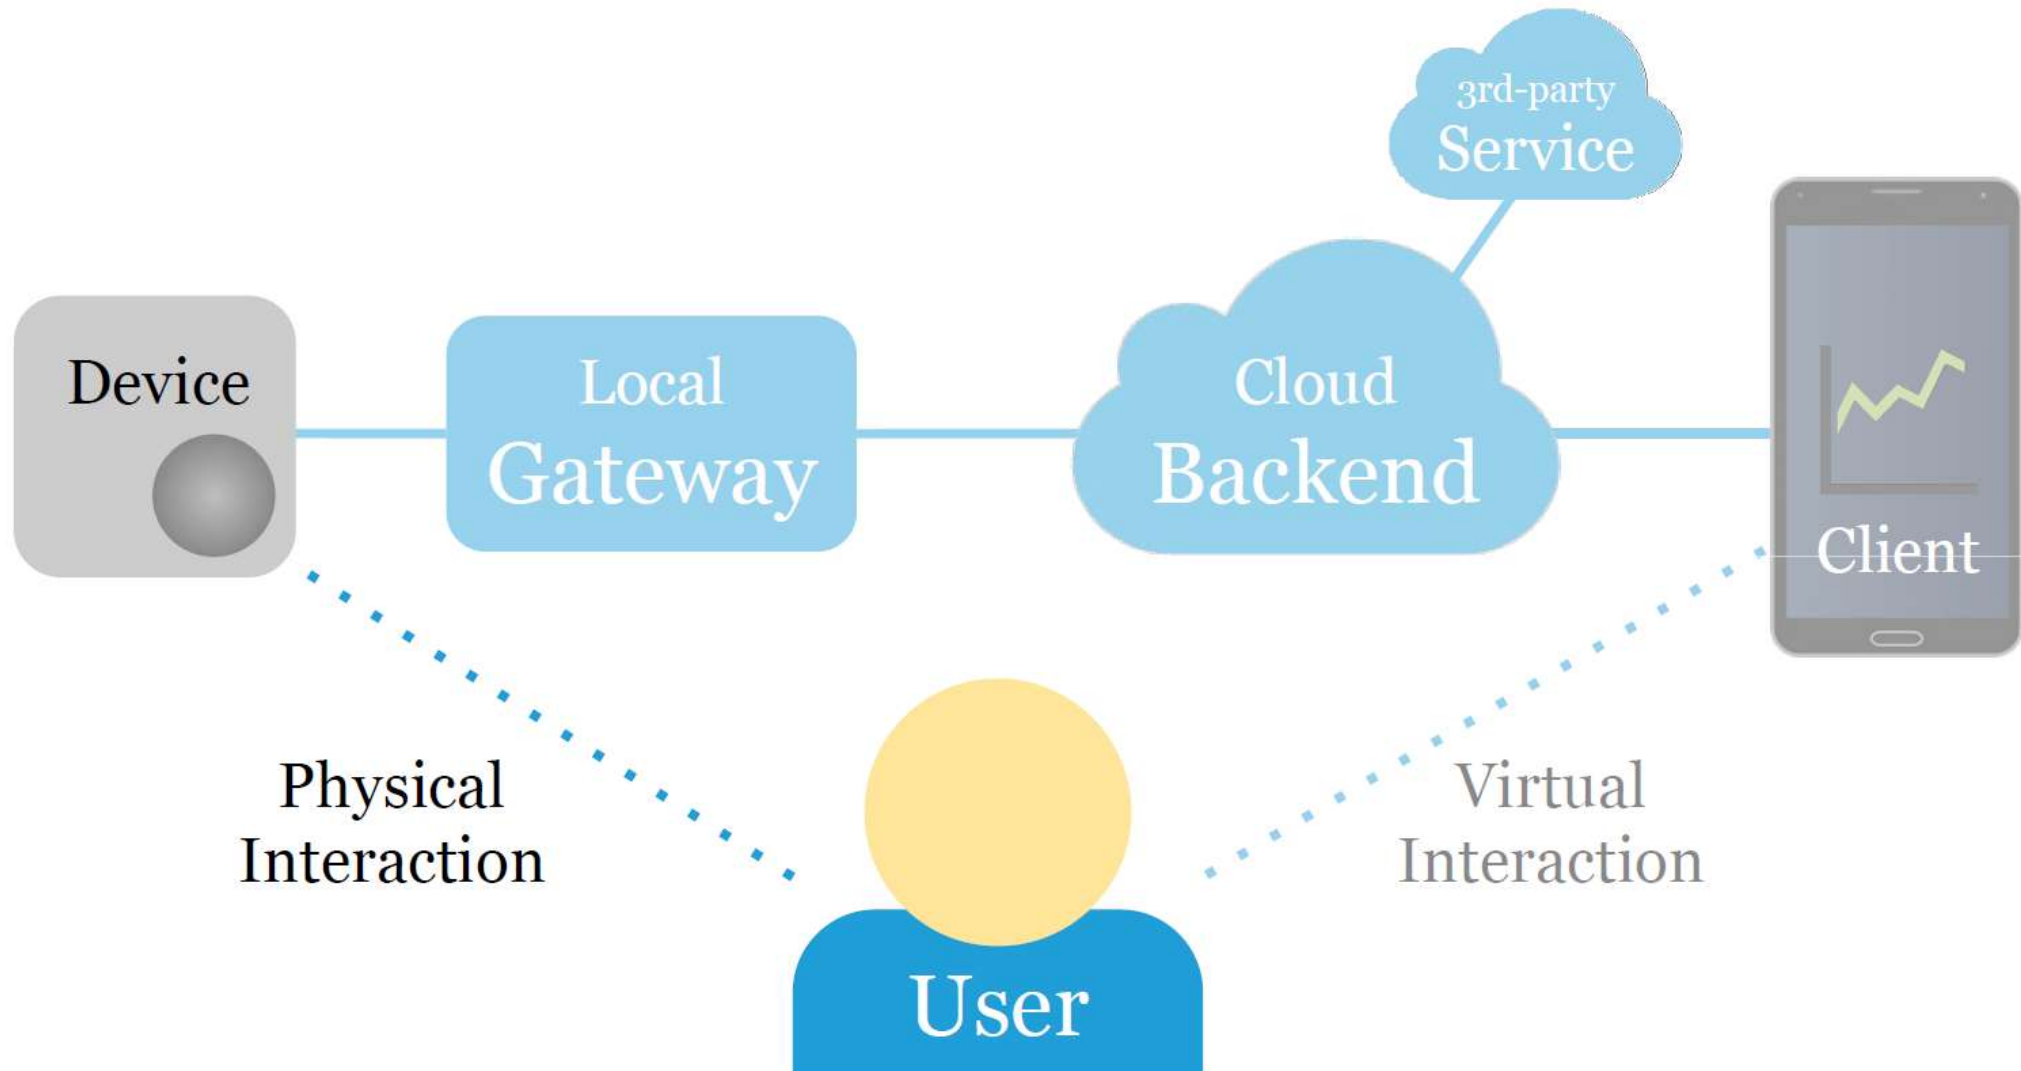 3rd-party
Service
Device
Local
Gateway
Cloud
Backend
Client
Physical
Interaction
Virtual
Interaction
User